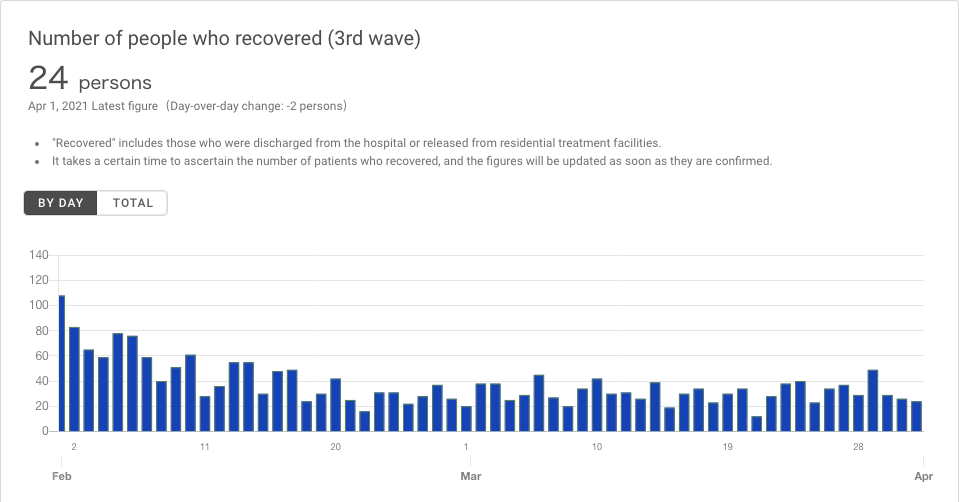 Number of people who recovered (3rd wave)
24 persons
Apr 1, 2021 Latest figure（Day-over-day change: -2 persons）
• "Recovered" includes those who were discharged from the hospital or released from residential treatment facilities.
• It takes a certain time to ascertain the number of patients who recovered, and the figures will be updated as soon as they are confirmed.
BY DAY TOTAL
140
120
100
80
60
40
20
0
2 11 20 1 10 19 28
Feb Mar Apr